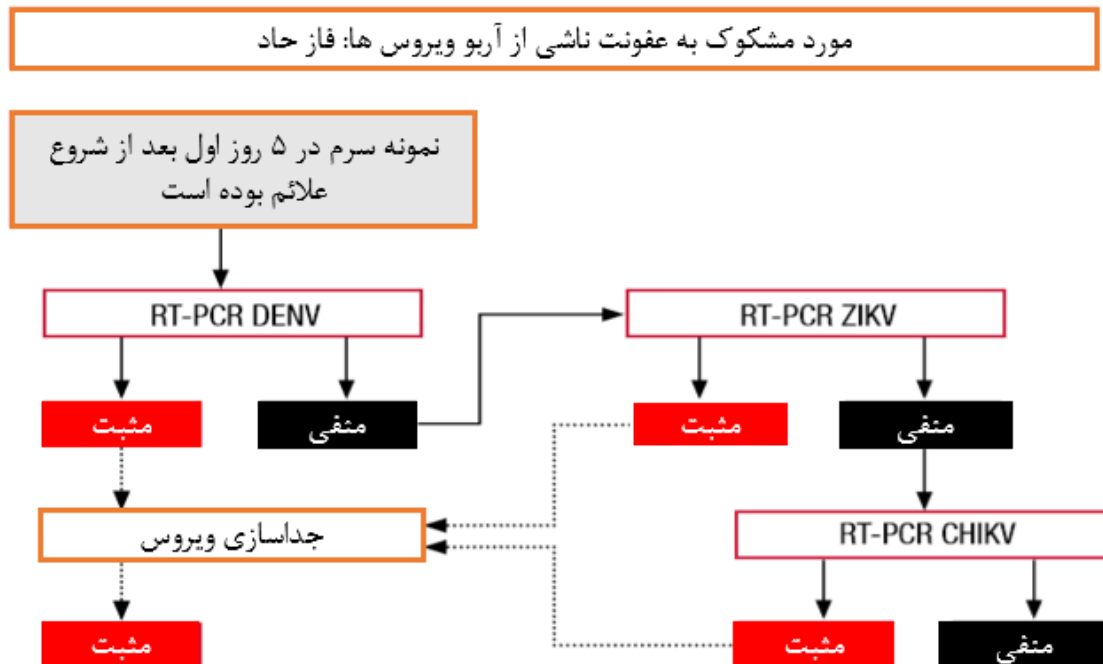 مورد مشکوک به عفونت ناشی از آربو ویروس ها: فاز حاد
نمونه سرم در ۵ روز اول بعد از شروع
علائم بوده است
RT-PCR DENV
RT-PCR ZIKV
مثبت
منفی
مثبت
منفی
جداسازی ویروس
RT-PCR CHIKV
مثبت
مثبت
منفی